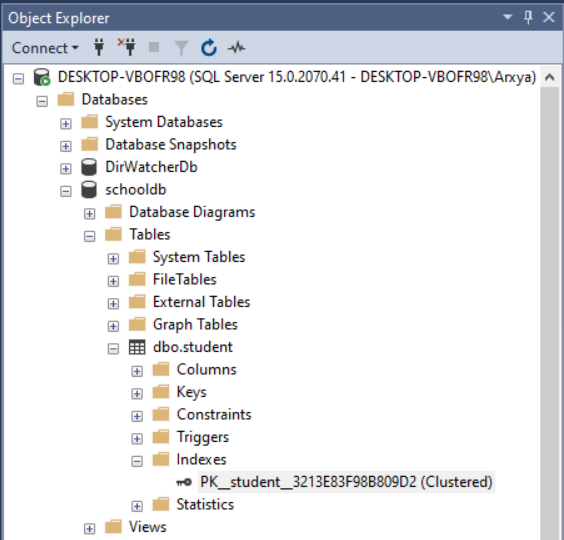 Object Explorer
Connect
DESKTOP-VBOFR98 (SQL Server 15.0.2070.41 - DESKTOP-VBOFR98\Arxya)
Databases
System Databases
Database Snapshots
DirWatcherDb
schooldb
Database Diagrams
Tables
System Tables
FileTables
External Tables
Graph Tables
dbo.student
Columns
Keys
Constraints
Triggers
Indexes
PK__student__3213E83F98B809D2 (Clustered)
Statistics
Views